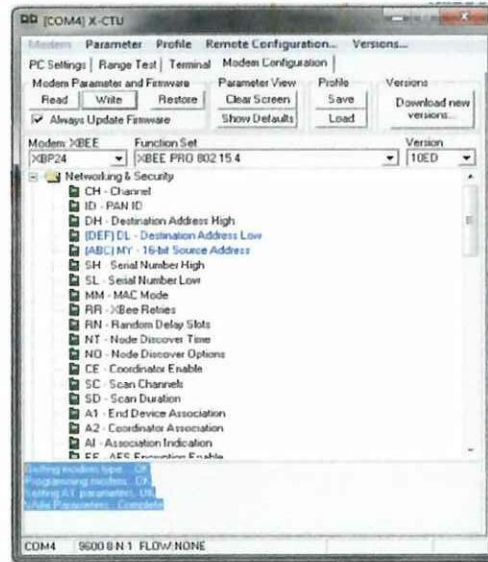 [COM4] X-CTU
Modem Parameter Profile Remote Configuration... Versions...
PC Settings | Range Test | Terminal Modem Configuration
Modem Parameter and Firmware Parameter View Profile Versions
Read Write Restore Clear Screen Save Download new
versions...
Always Update Firmware Show Defaults Load
Modem: XBEE Function Set Version
XBP24 XBEE PRO 802.15.4 10ED
Networking & Security
CH - Channel
ID - PAN ID
DH - Destination Address High
(DEF) DL - Destination Address Low
(ABC) MY - 16-bit Source Address
SH - Serial Number High
SL - Serial Number Low
MM - MAC Mode
RR - XBee Retries
RN - Random Delay Slots
NT - Node Discover Time
NO - Node Discover Options
CE - Coordinator Enable
SC - Scan Channels
SD - Scan Duration
A1 - End Device Association
A2 - Coordinator Association
AI - Association Indication
EE - AES Encryption Enable
Getting modem type...OK
Programming modem...OK
Setting AT parameters..OK
Write Parameters...Complete
COM4 9600 8-N-1 FLOW:NONE